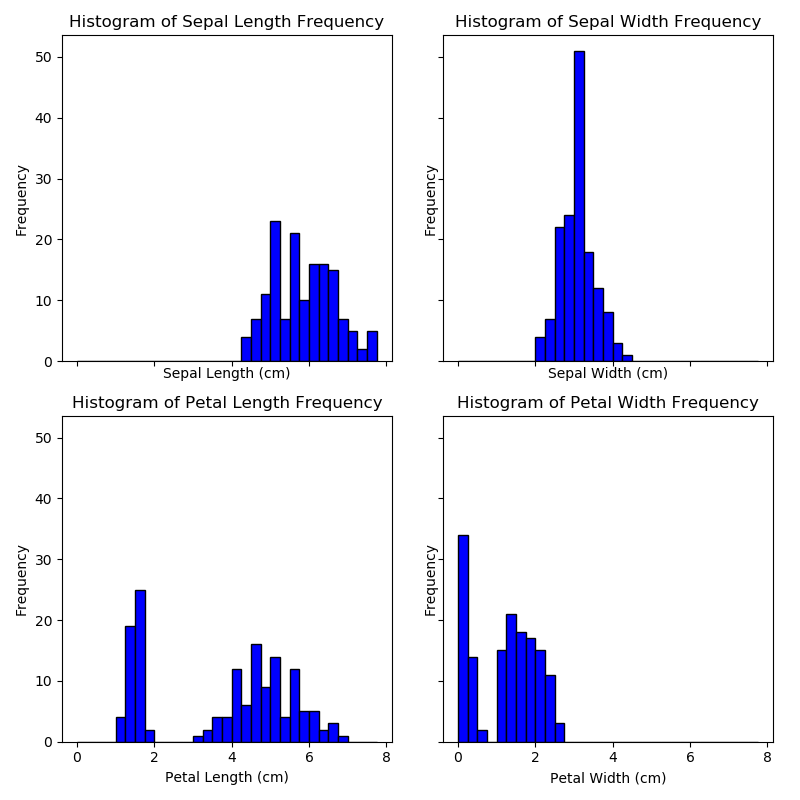 Histogram of Sepal Length Frequency
Histogram of Sepal Width Frequency
50
40
30
20
10
0
Frequency
Frequency
Sepal Length (cm)
Sepal Width (cm)
Histogram of Petal Length Frequency
Histogram of Petal Width Frequency
50
40
30
20
10
0
Frequency
Frequency
0 2 4 6 8
0 2 4 6 8
Petal Length (cm)
Petal Width (cm)